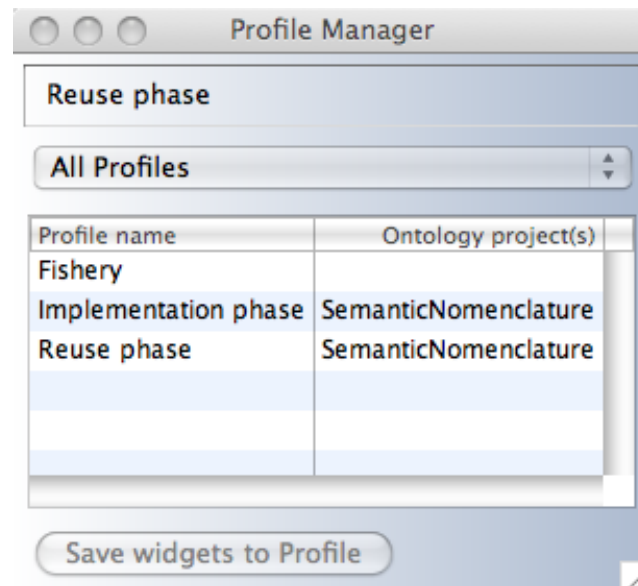 Profile Manager
Reuse phase
All Profiles
Profile name Ontology project(s)
Fishery
Implementation phase SemanticNomenclature
Reuse phase SemanticNomenclature
Save widgets to Profile